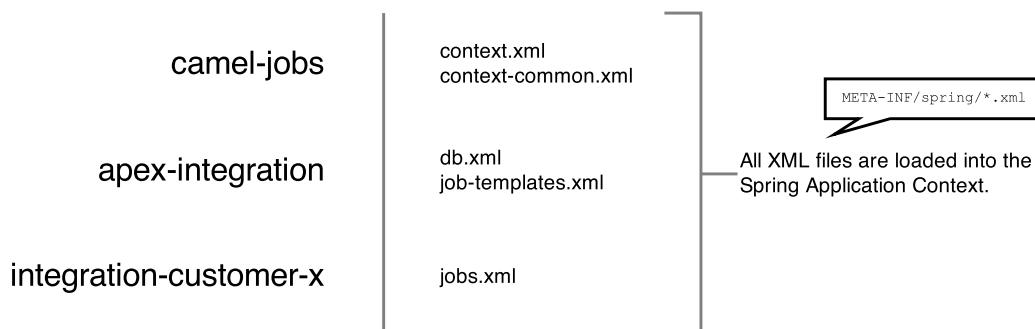 camel-jobs
context.xml
context-common.xml
META-INF/spring/*.xml
apex-integration
db.xml
job-templates.xml
All XML files are loaded into the
Spring Application Context.
integration-customer-x
jobs.xml